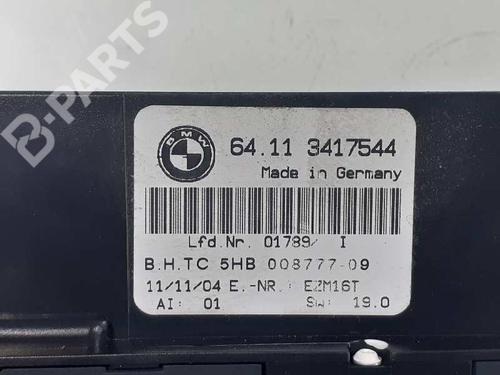 B-PARTS
BMW
64.11 3417544
Made in Germany
Lfd.Nr. 01789/ I
B.H.TC 5HB 008777-09
11/11/04 E.-NR.: EZM16T
AI: 01 SW: 19.0
B-PARTS